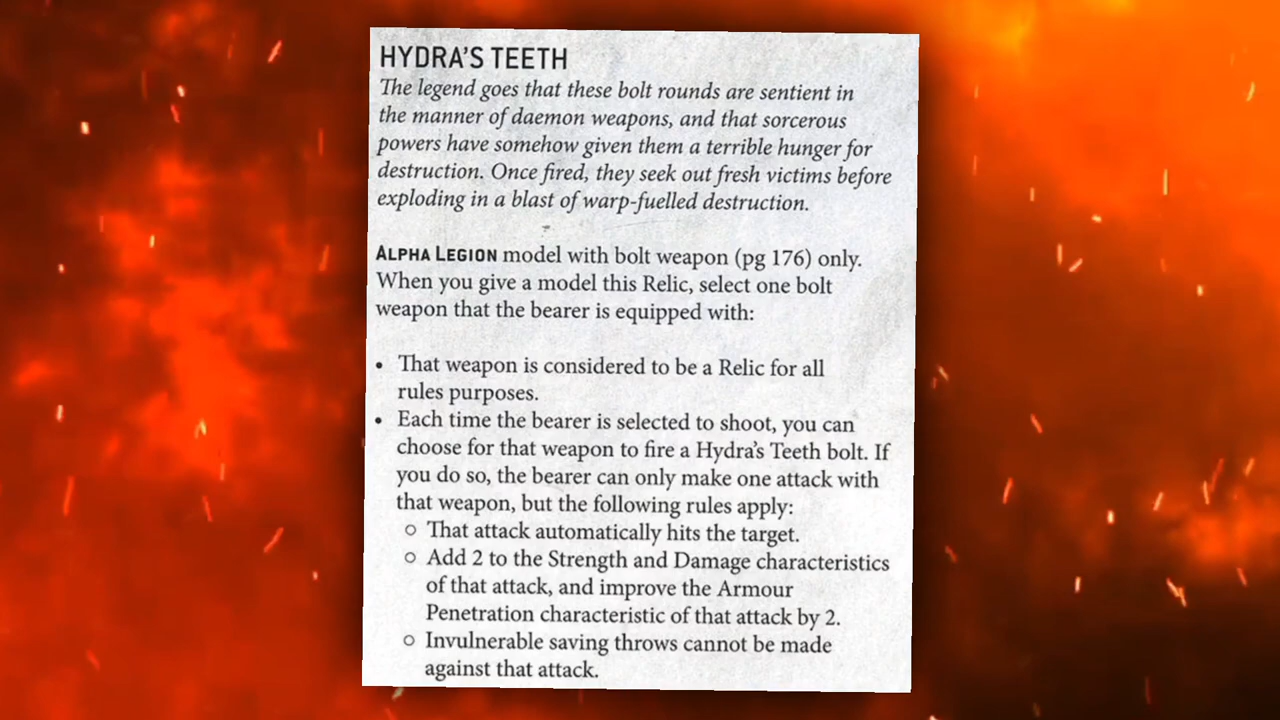 HYDRA’S TEETH
The legend goes that these bolt rounds are sentient in
the manner of daemon weapons, and that sorcerous
powers have somehow given them a terrible hunger for
destruction. Once fired, they seek out fresh victims before
exploding in a blast of warp-fuelled destruction.
ALPHA LEGION model with bolt weapon (pg 176) only.
When you give a model this Relic, select one bolt
weapon that the bearer is equipped with:
• That weapon is considered to be a Relic for all
rules purposes.
• Each time the bearer is selected to shoot, you can
choose for that weapon to fire a Hydra’s Teeth bolt. If
you do so, the bearer can only make one attack with
that weapon, but the following rules apply:
○ That attack automatically hits the target.
○ Add 2 to the Strength and Damage characteristics
of that attack, and improve the Armour
Penetration characteristic of that attack by 2.
○ Invulnerable saving throws cannot be made
against that attack.